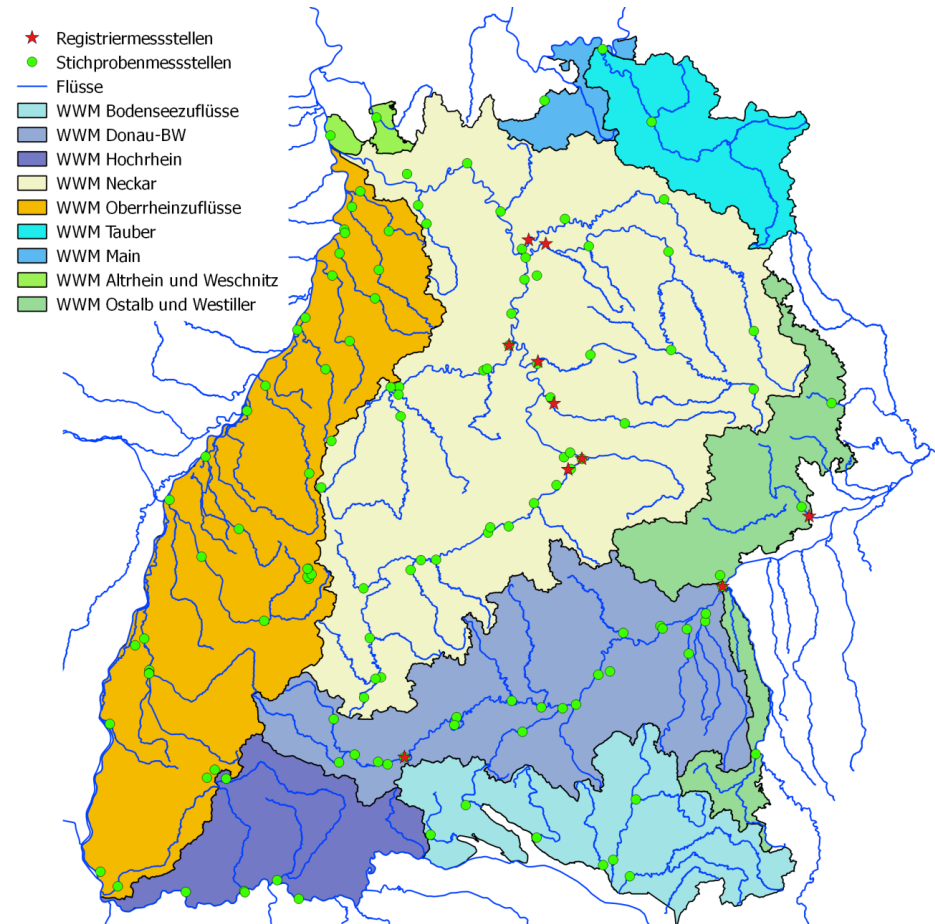 Registriermessstellen
Stichprobenmessstellen
Flüsse
WWM Bodenseezuflüsse
WWM Donau-BW
WWM Hochrhein
WWM Neckar
WWM Oberrheinzuflüsse
WWM Tauber
WWM Main
WWM Altrhein und Weschnitz
WWM Ostalb und Westiller